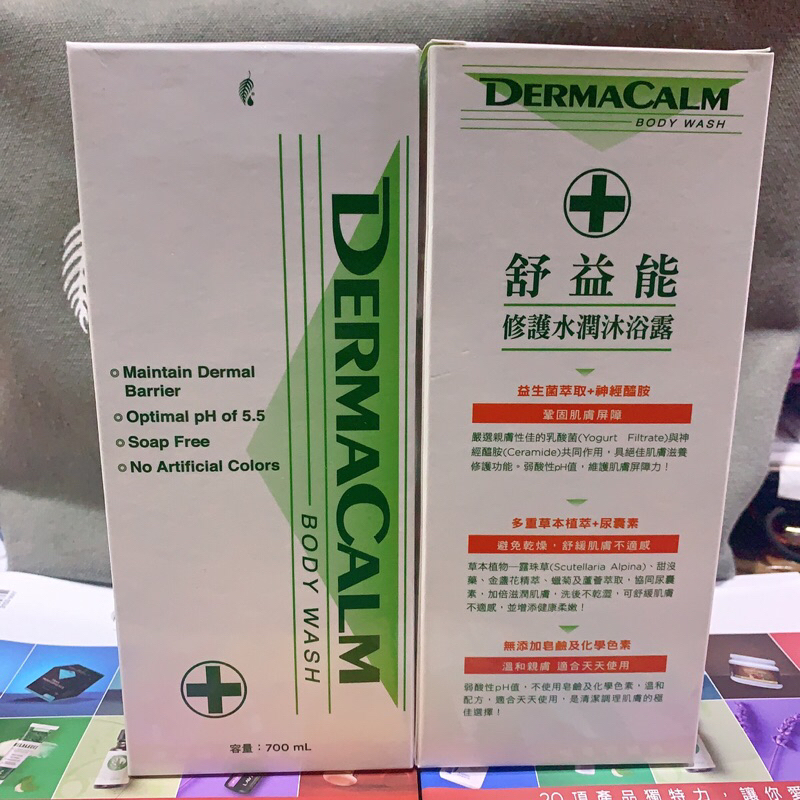 Maintain Dermal
Barrier
Optimal pH of 5.5
Soap Free
No Artificial Colors
DERMACALM
BODY WASH
容量：700 mL
DERMACALM
BODY WASH
舒益能
修護水潤沐浴露
益生菌萃取+神經醯胺
鞏固肌膚屏障
嚴選親膚性佳的乳酸菌(Yogurt Filtrate)與神
經醯胺(Ceramide)共同作用，具絕佳肌膚滋養
修護功能。弱酸性pH值，維護肌膚屏障力！
多重草本植萃+尿囊素
避免乾燥，舒緩肌膚不適感
草本植物—露珠草(Scutellaria Alpina)、甜沒
藥、金盞花精萃、蠟菊及蘆薈萃取，協同尿囊
素，加倍滋潤肌膚，洗後不乾澀，可舒緩肌膚
不適感，並增添健康柔嫩！
無添加皂鹼及化學色素
溫和親膚 適合天天使用
弱酸性pH值，不使用皂鹼及化學色素，溫和
配方，適合天天使用，是清潔調理肌膚的極
佳選擇！
20 項產品獨特力，讓你愛